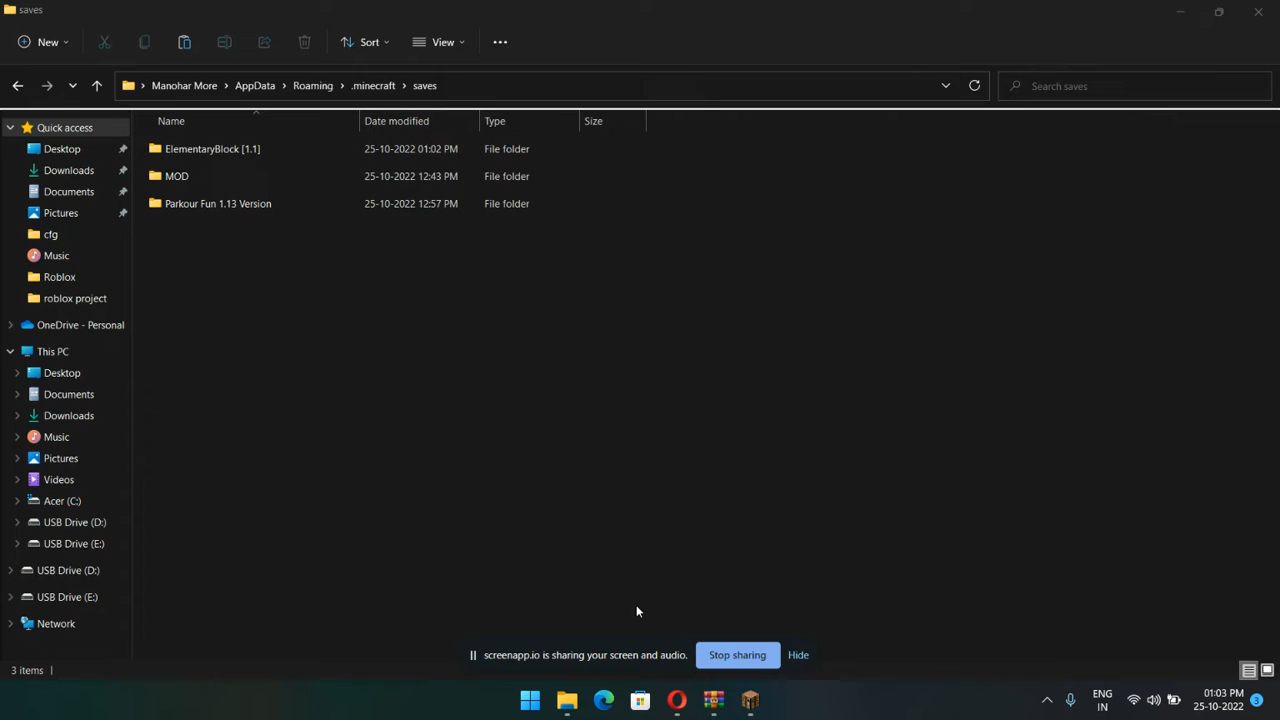 saves
New
Sort
View
Manohar More > AppData > Roaming > .minecraft > saves
Search saves
Name
Date modified
Type
Size
Quick access
Desktop
Downloads
Documents
Pictures
cfg
Music
Roblox
roblox project
OneDrive - Personal
This PC
Desktop
Documents
Downloads
Music
Pictures
Videos
Acer (C:)
USB Drive (D:)
USB Drive (E:)
USB Drive (D:)
USB Drive (E:)
Network
ElementaryBlock [1.1] 25-10-2022 01:02 PM File folder
MOD 25-10-2022 12:43 PM File folder
Parkour Fun 1.13 Version 25-10-2022 12:57 PM File folder
screenapp.io is sharing your screen and audio.
Stop sharing
Hide
3 items
ENG
IN
01:03 PM
25-10-2022
3